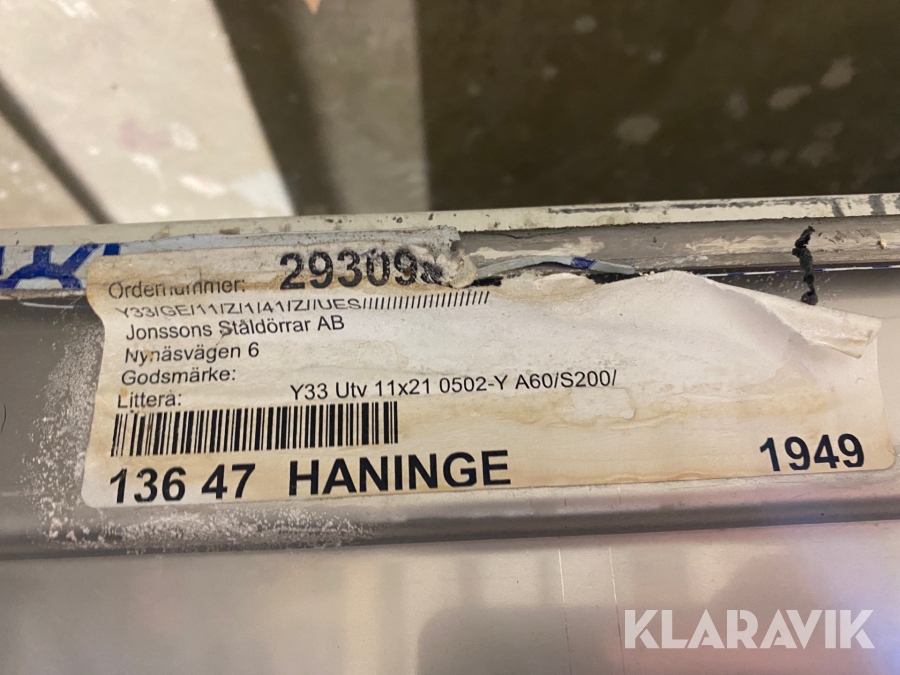 Ordernummer: 29309
Y33/GE/11/Z/1/41/Z//UES////////////////////
Jonssons Ståldörrar AB
Nynäsvägen 6
Godsmärke:
Litterä: Y33 Utv 11x21 0502-Y A60/S200/
136 47 HANINGE 1949
KLARAVIK